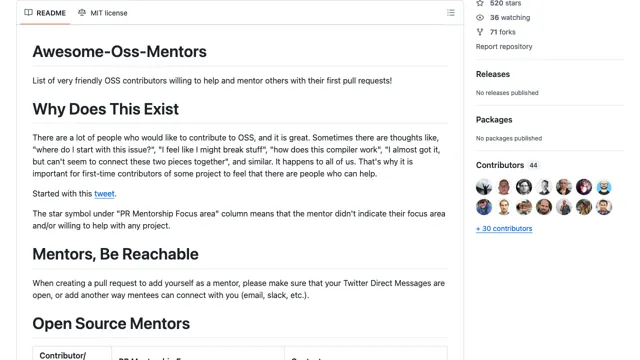 README
MIT license
Awesome-Oss-Mentors
List of very friendly OSS contributors willing to help and mentor others with their first pull requests!
Why Does This Exist
There are a lot of people who would like to contribute to OSS, and it is great. Sometimes there are thoughts like,
"where do I start with this issue?", "I feel like I might break stuff", "how does this compiler work", "I almost got it,
but can't seem to connect these two pieces together", and similar. It happens to all of us. That's why it is
important for first-time contributors of some project to feel that there are people who can help.
Started with this tweet.
The star symbol under "PR Mentorship Focus area" column means that the mentor didn't indicate their focus area
and/or willing to help with any project.
Mentors, Be Reachable
When creating a pull request to add yourself as a mentor, please make sure that your Twitter Direct Messages are
open, or add another way mentees can connect with you (email, slack, etc.).
Open Source Mentors
Contributor/
520 stars
36 watching
71 forks
Report repository
Releases
No releases published
Packages
No packages published
Contributors 44
+ 30 contributors